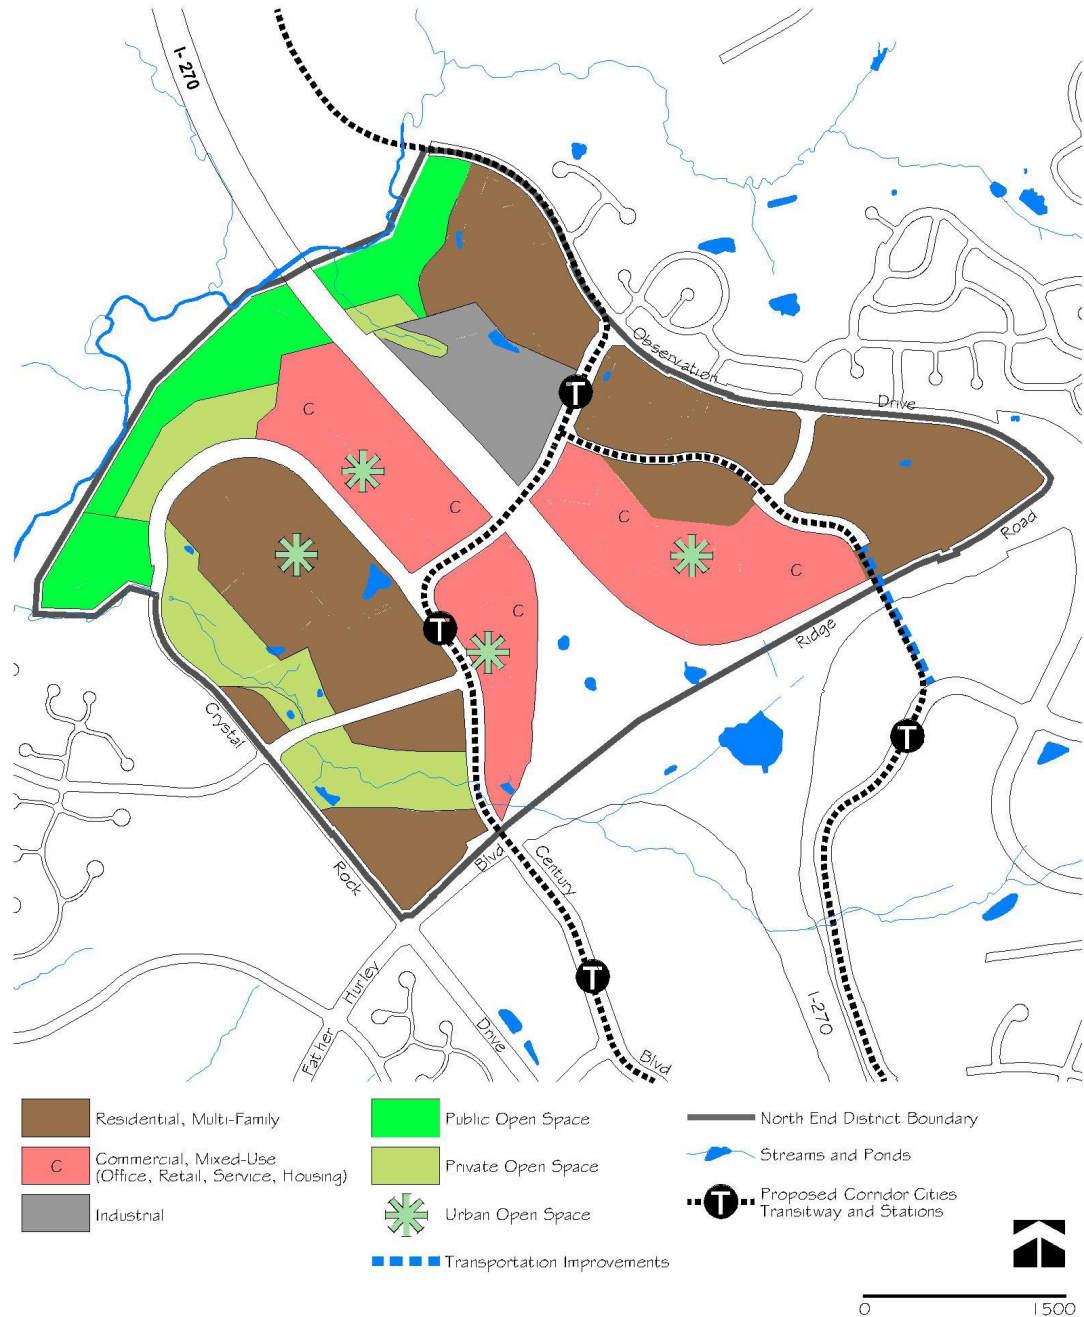 I-270
T
Observation
Drive
C
C
C
C
C
T
Road
Ridge
Crystal
T
Rock
Blvd
Century
T
Hurley
Father
Drive
I-270
Blvd
Residential, Multi-Family
C
Commercial, Mixed-Use
(Office, Retail, Service, Housing)
Industrial
Public Open Space
Private Open Space
Urban Open Space
Transportation Improvements
North End District Boundary
Streams and Ponds
T
Proposed Corridor Cities
Transitway and Stations
0 1500